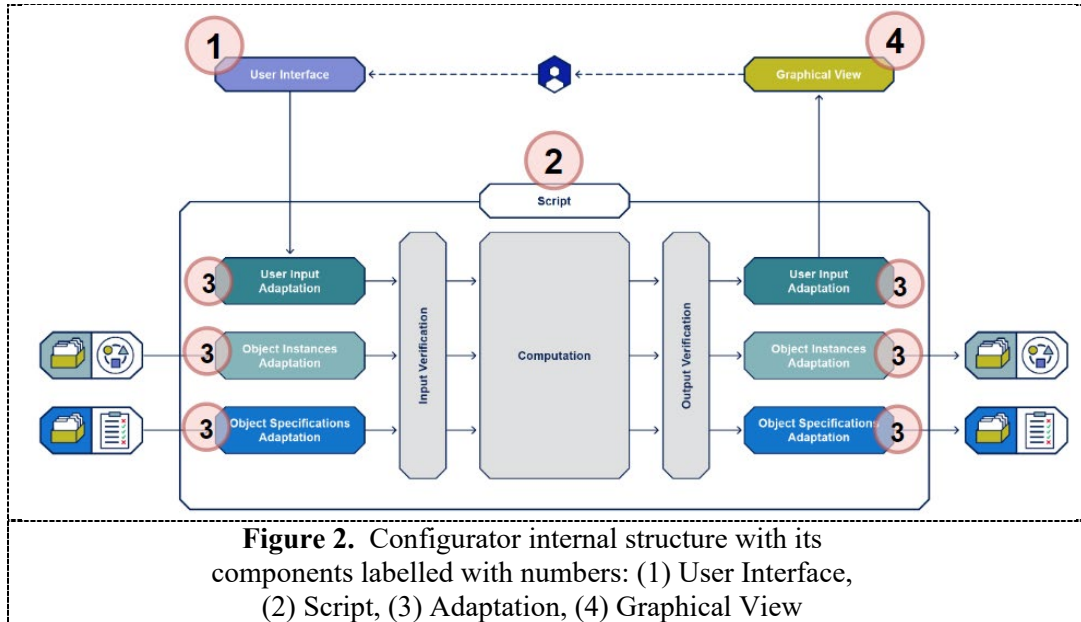 1
4
User Interface
Graphical View
2
Script
3
User Input
Adaptation
Input Verification
Computation
Output Verification
User Input
Adaptation
3
3
Object Instances
Adaptation
Object Instances
Adaptation
3
3
Object Specifications
Adaptation
Object Specifications
Adaptation
3
Figure 2. Configurator internal structure with its
components labelled with numbers: (1) User Interface,
(2) Script, (3) Adaptation, (4) Graphical View